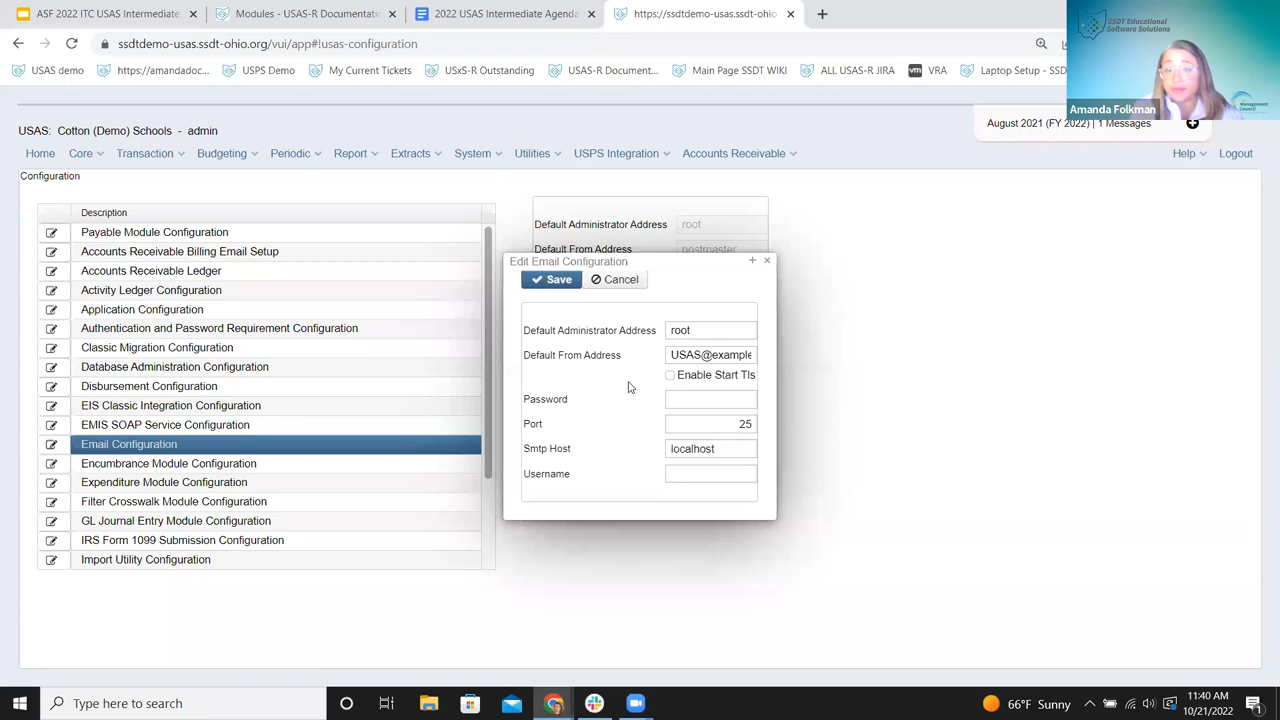 ASF 2022 ITC USAS Intermediate
Modules - USAS-R Documentatio
2022 USAS Intermediate Agenda
https://ssdtdemo-usas.ssdt-ohio
ssdtdemo-usas.ssdt-ohio.org/vui/app#!usas-configuration
USAS demo
https://amandadoc...
USPS Demo
My Current Tickets
USxS-R Outstanding
USAS-R Document...
Main Page SSDT WIKI
ALL USAS-R JIRA
vm VRA
Laptop Setup - SSD
SSDT Educational
Software Solutions
Management
Council
Amanda Folkman
USAS: Cotton (Demo) Schools - admin
August 2021 (FY 2022) | 1 Messages
Home Core Transaction Budgeting Periodic Report Extracts System Utilities USPS Integration Accounts Receivable Help Logout
Configuration
Description
Payable Module Configuration
Accounts Receivable Billing Email Setup
Accounts Receivable Ledger
Activity Ledger Configuration
Application Configuration
Authentication and Password Requirement Configuration
Classic Migration Configuration
Database Administration Configuration
Disbursement Configuration
EIS Classic Integration Configuration
EMIS SOAP Service Configuration
Email Configuration
Encumbrance Module Configuration
Expenditure Module Configuration
Filter Crosswalk Module Configuration
GL Journal Entry Module Configuration
IRS Form 1099 Submission Configuration
Import Utility Configuration
Default Administrator Address root
Default From Address postmaster
Edit Email Configuration
Save Cancel
Default Administrator Address root
Default From Address USAS@example
Enable Start Tls
Password
Port 25
Smtp Host localhost
Username
Type here to search
66°F Sunny
11:40 AM
10/21/2022
1